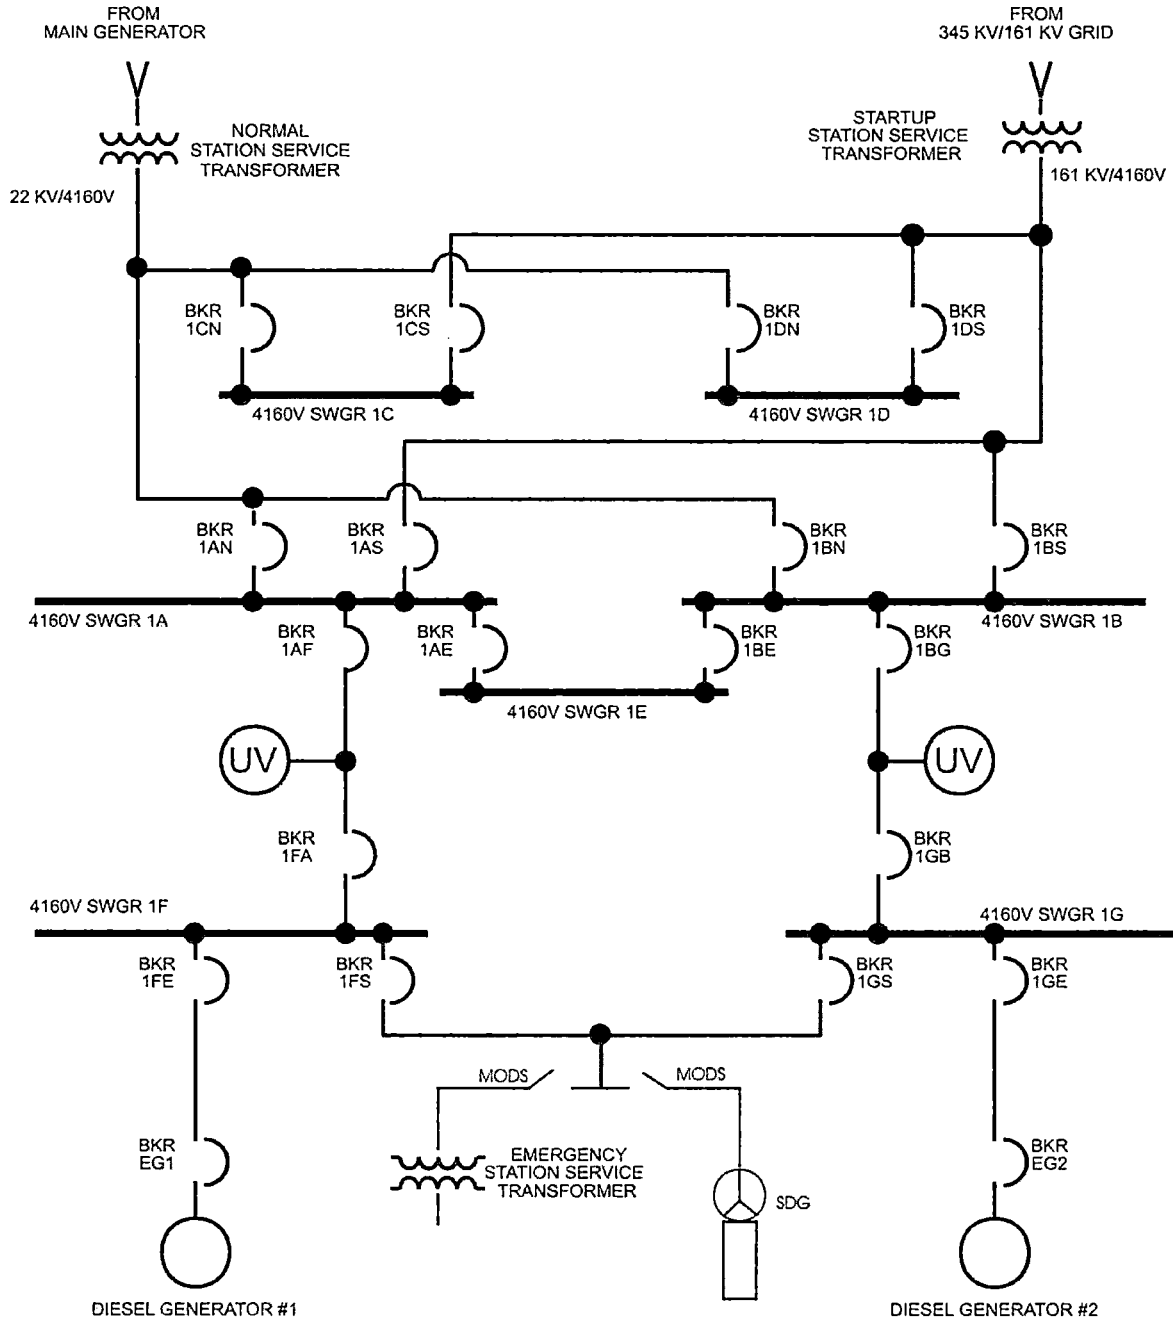 FROM
MAIN GENERATOR
FROM
345 KV/161 KV GRID
NORMAL
STATION SERVICE
TRANSFORMER
STARTUP
STATION SERVICE
TRANSFORMER
22 KV/4160V
161 KV/4160V
BKR
1CN
BKR
1CS
BKR
1DN
BKR
1DS
4160V SWGR 1C
4160V SWGR 1D
BKR
1AN
BKR
1AS
BKR
1BN
BKR
1BS
4160V SWGR 1A
4160V SWGR 1B
BKR
1AF
BKR
1AE
BKR
1BE
BKR
1BG
4160V SWGR 1E
UV
UV
BKR
1FA
BKR
1GB
4160V SWGR 1F
4160V SWGR 1G
BKR
1FE
BKR
1FS
BKR
1GS
BKR
1GE
MODS
MODS
BKR
EG1
EMERGENCY
STATION SERVICE
TRANSFORMER
SDG
BKR
EG2
DIESEL GENERATOR #1
DIESEL GENERATOR #2